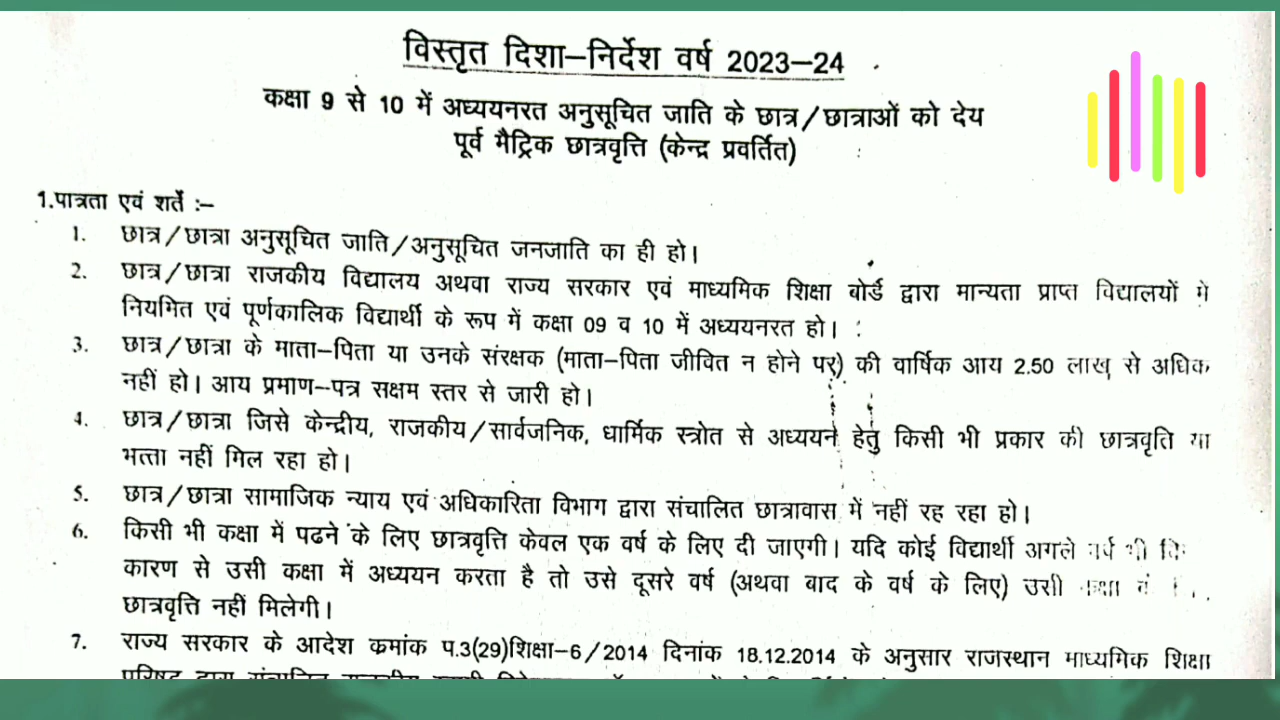 विस्तृत दिशा–निर्देश वर्ष 2023–24
कक्षा 9 से 10 में अध्ययनरत अनुसूचित जाति के छात्र/छात्राओं को देय
पूर्व मैट्रिक छात्रवृत्ति (केन्द्र प्रवर्तित)
1.पात्रता एवं शर्ते :–
1. छात्र/छात्रा अनुसूचित जाति/अनुसूचित जनजाति का ही हो।
2. छात्र/छात्रा राजकीय विद्यालय अथवा राज्य सरकार एवं माध्यमिक शिक्षा बोर्ड द्वारा मान्यता प्राप्त विद्यालयों में
नियमित एवं पूर्णकालिक विद्यार्थी के रूप में कक्षा 09 व 10 में अध्ययनरत हो।
3. छात्र/छात्रा के माता–पिता या उनके संरक्षक (माता–पिता जीवित न होने पर) की वार्षिक आय 2.50 लाख से अधिक
नहीं हो। आय प्रमाण–पत्र सक्षम स्तर से जारी हो।
4. छात्र/छात्रा जिसे केन्द्रीय, राजकीय/सार्वजनिक, धार्मिक स्त्रोत से अध्ययन हेतु किसी भी प्रकार की छात्रवृति या
भत्ता नहीं मिल रहा हो।
5. छात्र/छात्रा सामाजिक न्याय एवं अधिकारिता विभाग द्वारा संचालित छात्रावास में नहीं रह रहा हो।
6. किसी भी कक्षा में पढने के लिए छात्रवृत्ति केवल एक वर्ष के लिए दी जाएगी। यदि कोई विद्यार्थी अगले वर्ष भी
कारण से उसी कक्षा में अध्ययन करता है तो उसे दूसरे वर्ष (अथवा बाद के वर्ष के लिए) उसी कक्षा
छात्रवृत्ति नहीं मिलेगी।
7. राज्य सरकार के आदेश कमांक प.3(29)शिक्षा–6/2014 दिनांक 18.12.2014 के अनुसार राजस्थान माध्यमिक शिक्षा